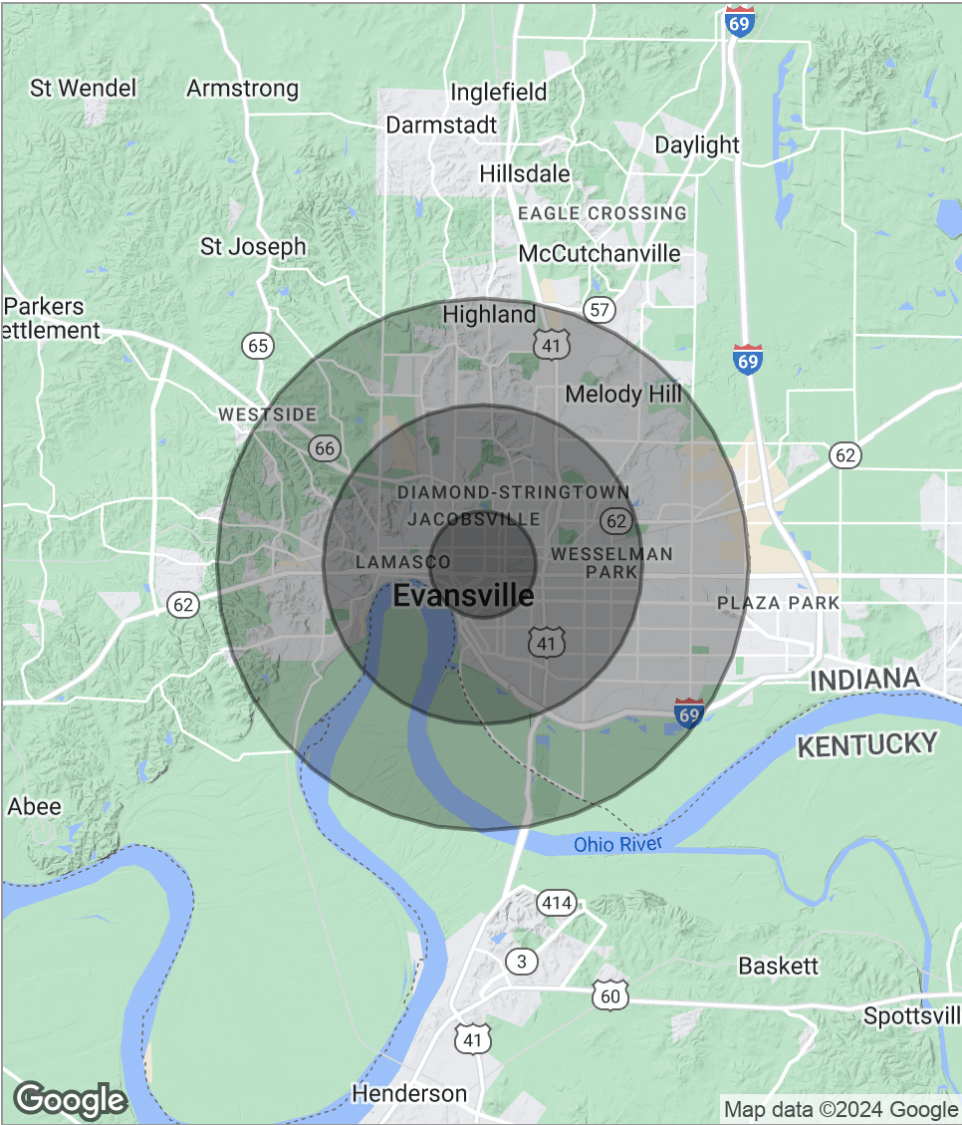 69
St Wendel
Armstrong
Inglefield
Darmstadt
Daylight
Hillsdale
EAGLE CROSSING
St Joseph
McCutchanville
Parkers
ettlement
57
Highland
65
41
69
Melody Hill
WESTSIDE
66
62
DIAMOND-STRINGTOWN
JACOBSVILLE
62
LAMASCO
WESSELMAN
PARK
Evansville
62
PLAZA PARK
41
INDIANA
69
KENTUCKY
Abee
Ohio River
414
3
Baskett
60
Spottsvill
41
Henderson
Google
Map data ©2024 Google